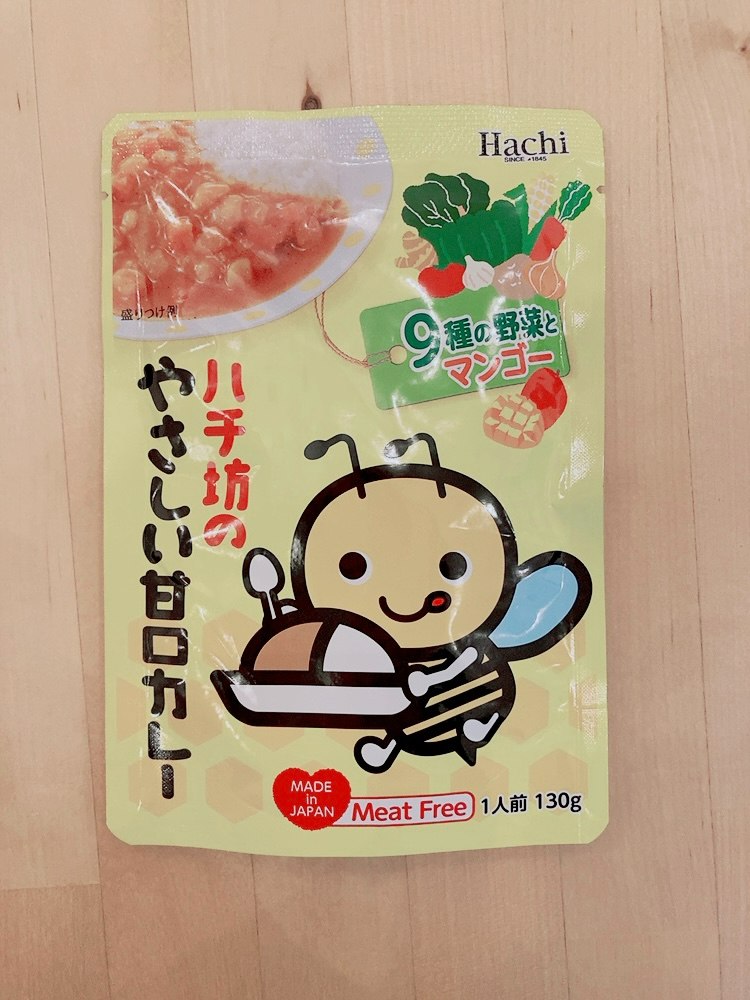 Hachi
SINCE 1845
盛りつけ例
9種の野菜と
マンゴー
ハチ坊の
やさしい甘口カレー
MADE
in
JAPAN
Meat Free
1人前 130g